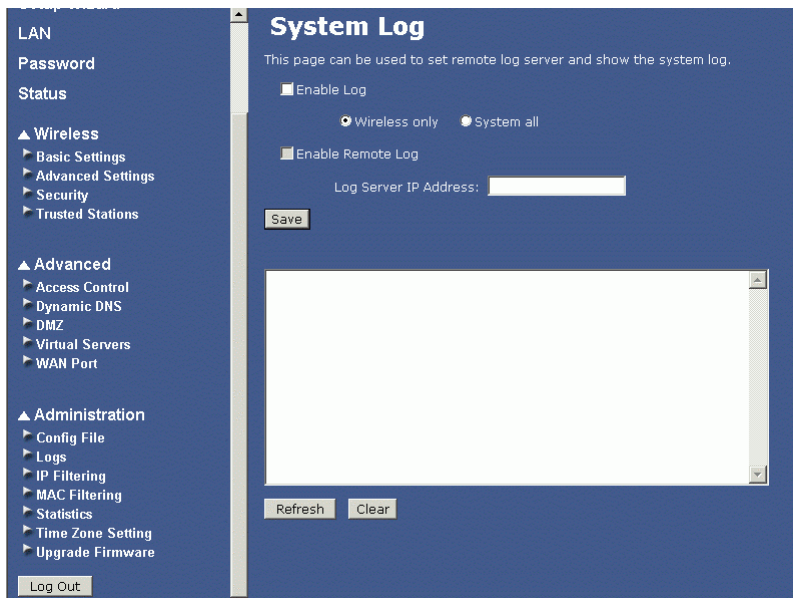 LAN
Password
Status
Wireless
Basic Settings
Advanced Settings
Security
Trusted Stations
Advanced
Access Control
Dynamic DNS
DMZ
Virtual Servers
WAN Port
Administration
Config File
Logs
IP Filtering
MAC Filtering
Statistics
Time Zone Setting
Upgrade Firmware
Log Out
System Log
This page can be used to set remote log server and show the system log.
Enable Log
Wireless only System all
Enable Remote Log
Log Server IP Address:
Save
Refresh Clear